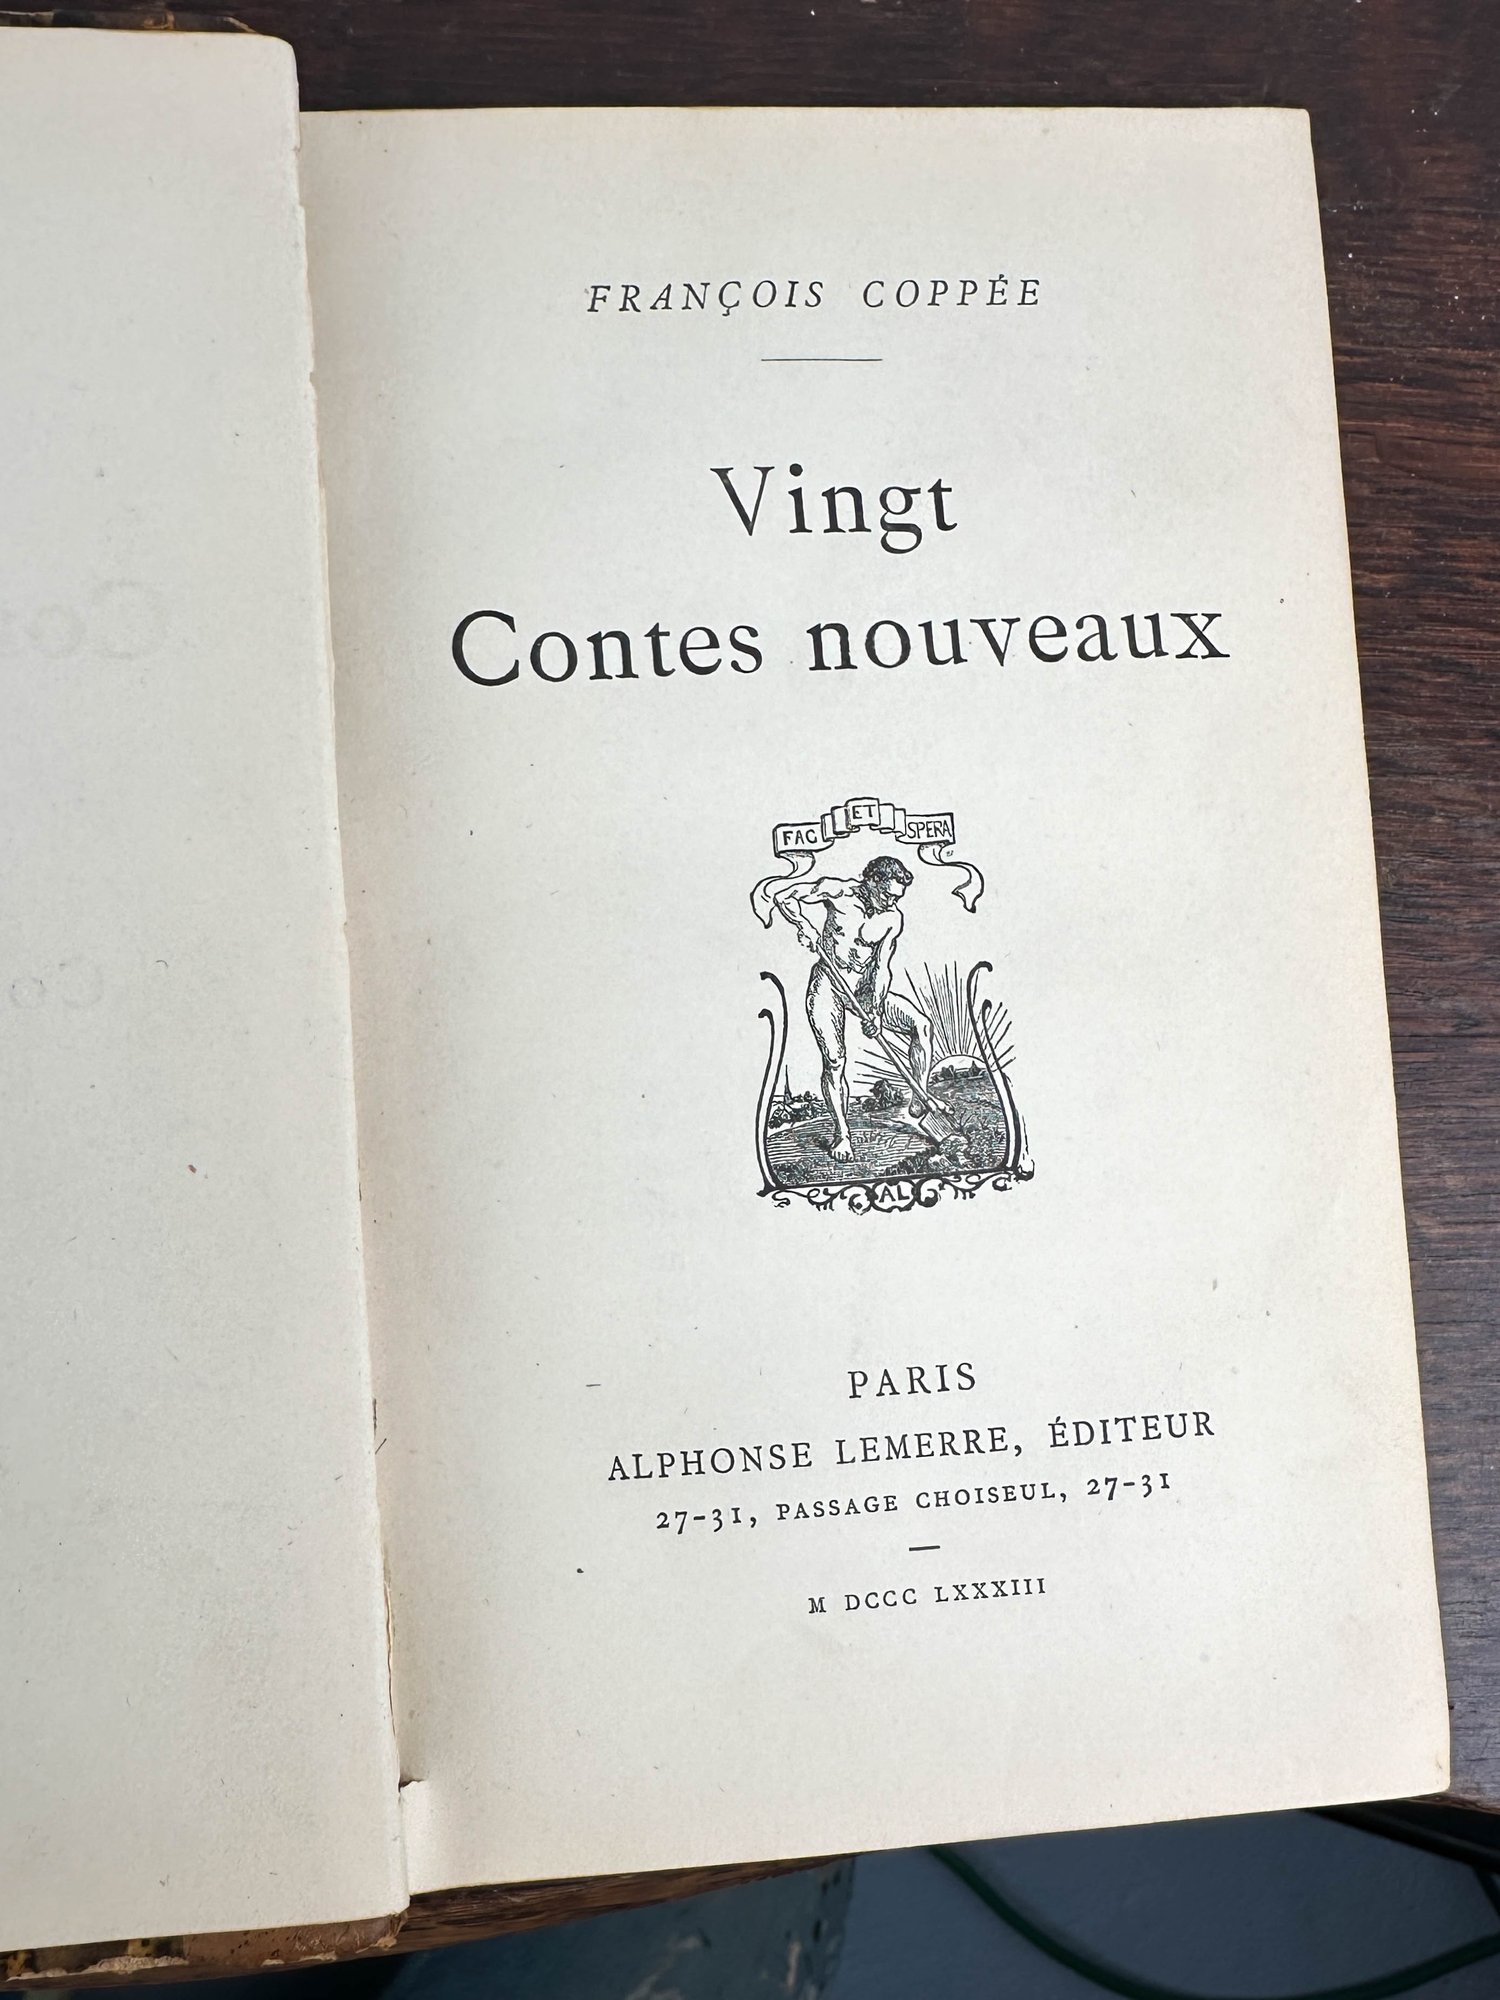 FRANÇOIS COPPÉE
Vingt
Contes nouveaux
FAC ET SPERA
AL
PARIS
ALPHONSE LEMERRE, ÉDITEUR
27-31, PASSAGE CHOISEUL, 27-31
M DCCC LXXXIII